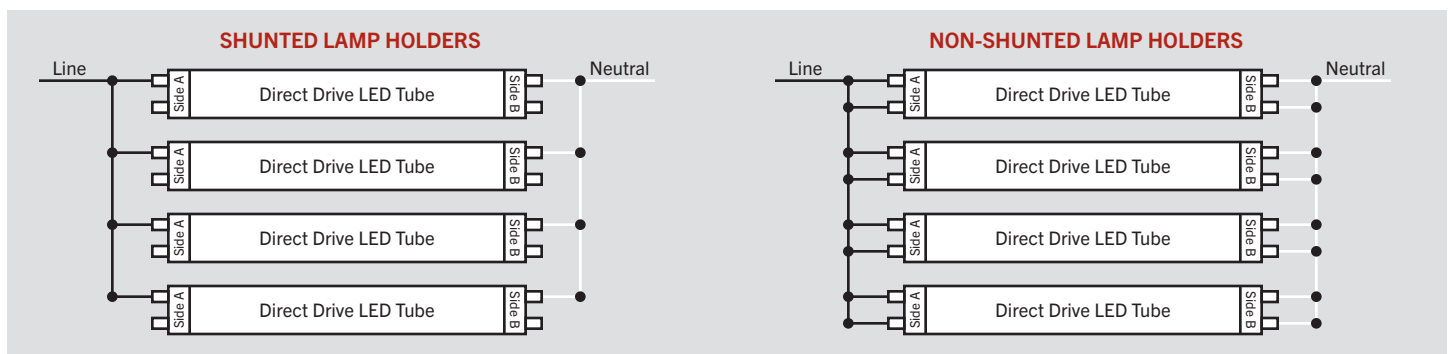 SHUNTED LAMP HOLDERS
Line
Neutral
Side A
Direct Drive LED Tube
Side B
Side A
Direct Drive LED Tube
Side B
Side A
Direct Drive LED Tube
Side B
Side A
Direct Drive LED Tube
Side B
NON-SHUNTED LAMP HOLDERS
Line
Neutral
Side A
Direct Drive LED Tube
Side B
Side A
Direct Drive LED Tube
Side B
Side A
Direct Drive LED Tube
Side B
Side A
Direct Drive LED Tube
Side B